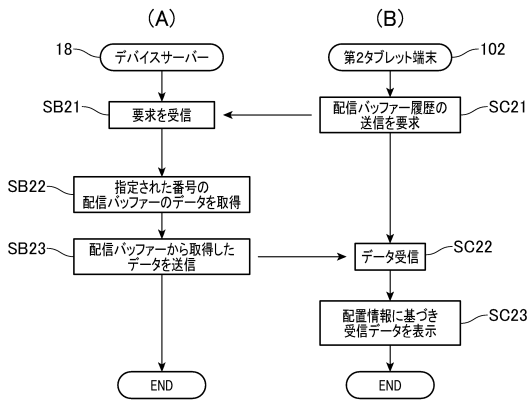 (A)
(B)
18
デバイスサーバー
第2タブレット端末
102
SB21
要求を受信
配信バッファー履歴の
送信を要求
SC21
SB22
指定された番号の
配信バッファーのデータを取得
SB23
配信バッファーから取得した
データを送信
データ受信
SC22
配置情報に基づき
受信データを表示
SC23
END
END